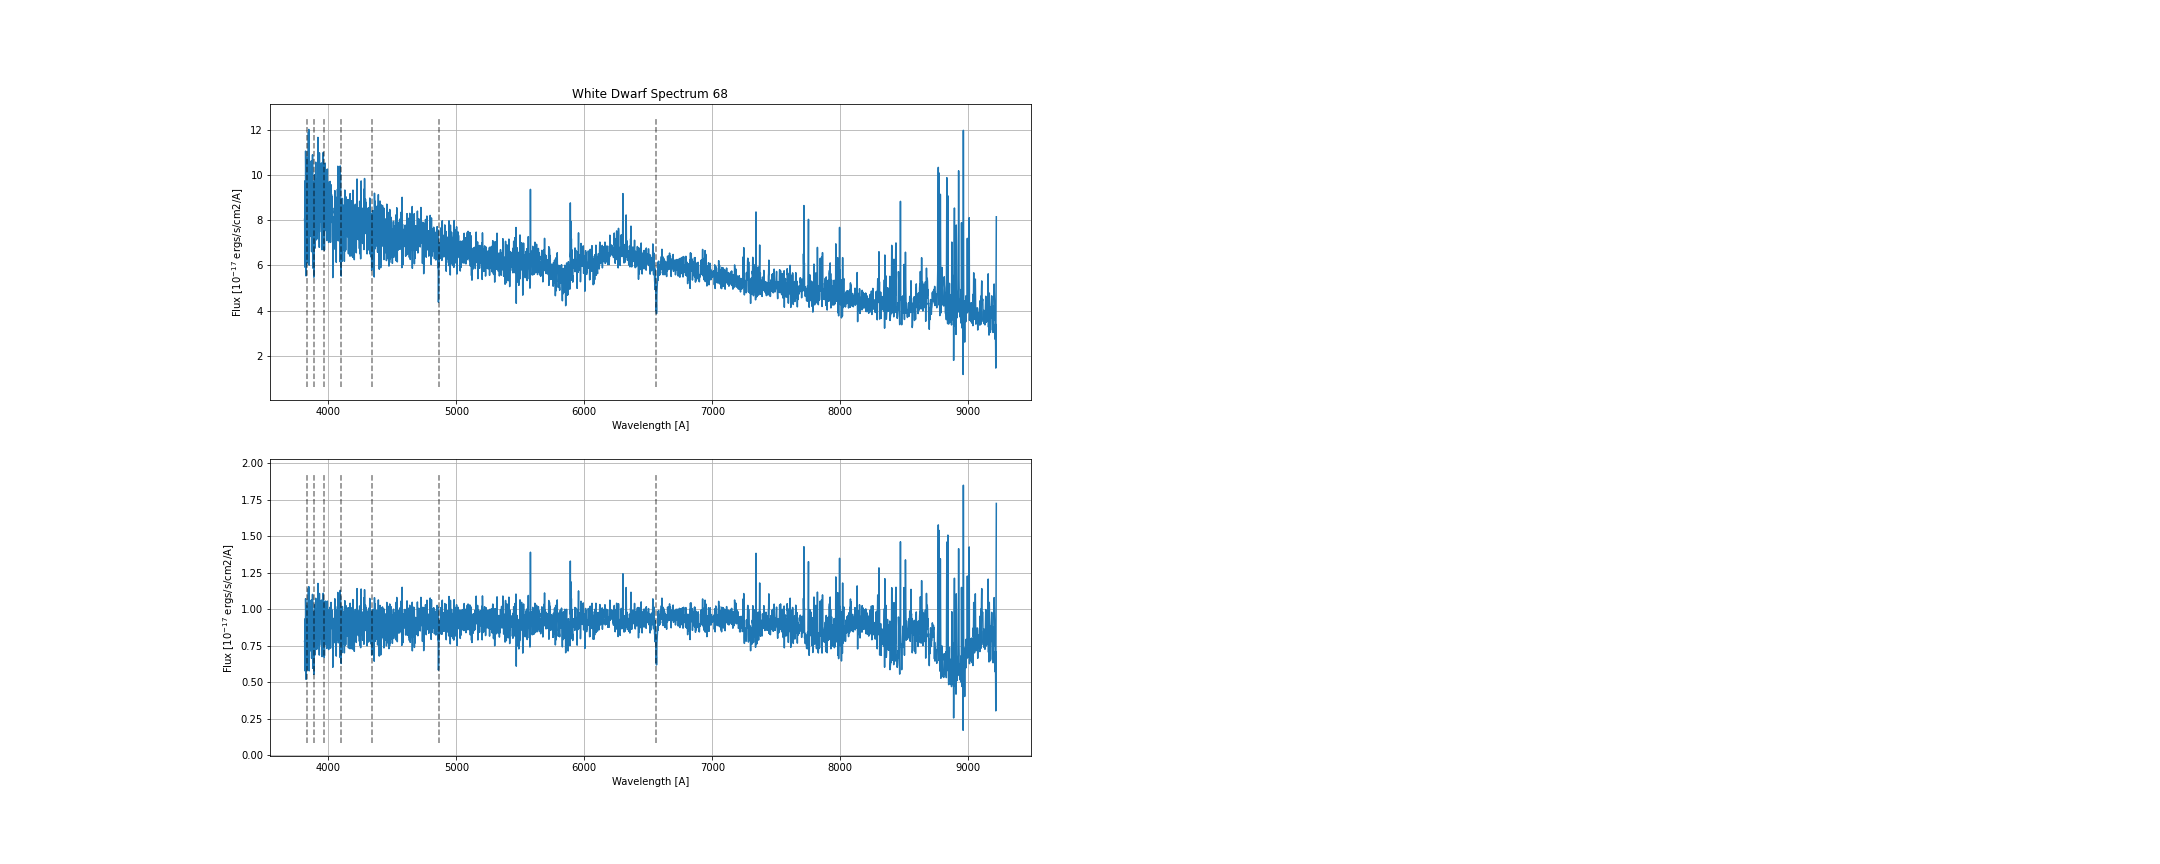 White Dwarf Spectrum 68
12
10
8
6
4
2
Flux [10⁻¹⁷ ergs/s/cm2/A]
4000 5000 6000 7000 8000 9000
Wavelength [A]
2.00
1.75
1.50
1.25
1.00
0.75
0.50
0.25
0.00
Flux [10⁻¹⁷ ergs/s/cm2/A]
4000 5000 6000 7000 8000 9000
Wavelength [A]